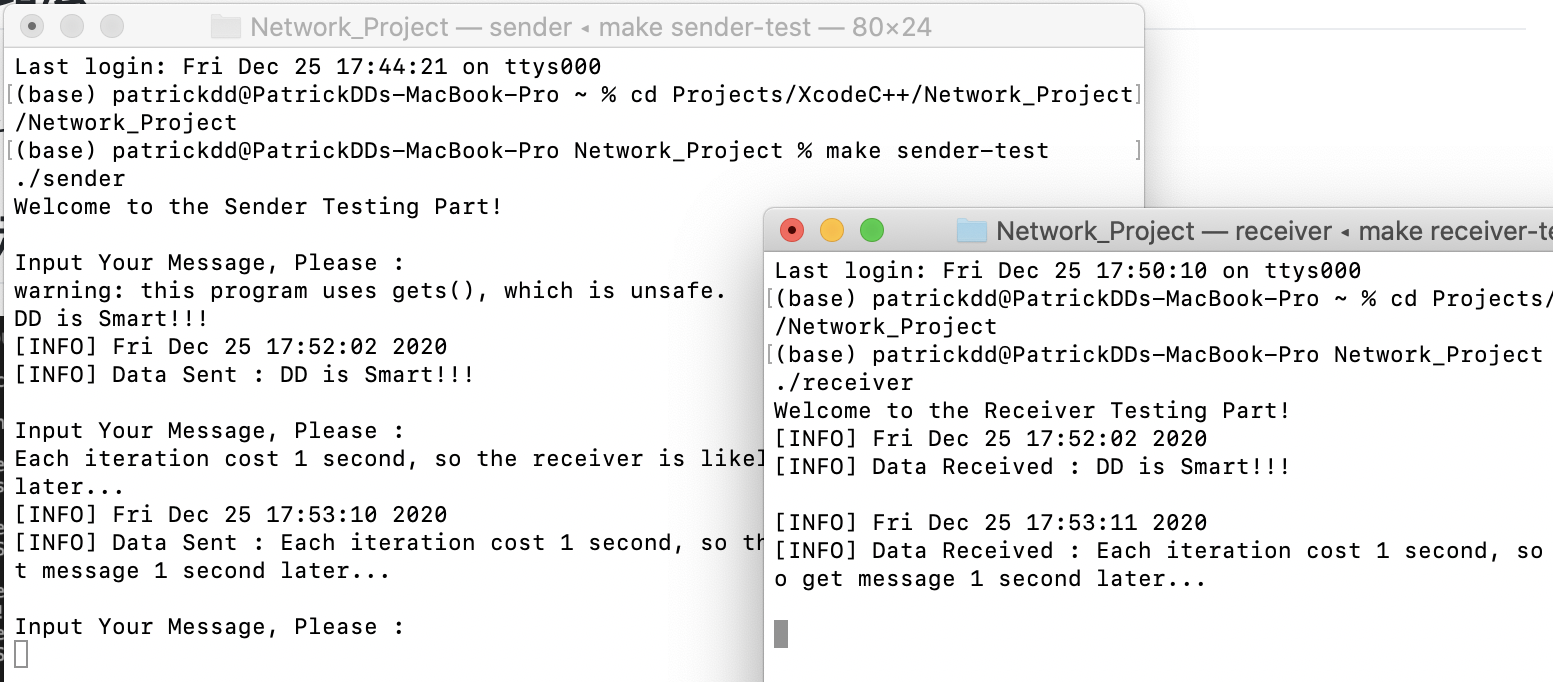 Network_Project — sender ◂ make sender-test — 80×24
Last login: Fri Dec 25 17:44:21 on ttys000
[(base) patrickdd@PatrickDDs-MacBook-Pro ~ % cd Projects/XcodeC++/Network_Project]
/Network_Project
[(base) patrickdd@PatrickDDs-MacBook-Pro Network_Project % make sender-test ]
./sender
Welcome to the Sender Testing Part!
Input Your Message, Please :
warning: this program uses gets(), which is unsafe.
DD is Smart!!!
[INFO] Fri Dec 25 17:52:02 2020
[INFO] Data Sent : DD is Smart!!!
Input Your Message, Please :
Each iteration cost 1 second, so the receiver is likel
later...
[INFO] Fri Dec 25 17:53:10 2020
[INFO] Data Sent : Each iteration cost 1 second, so th
t message 1 second later...
Input Your Message, Please :
Network_Project — receiver ◂ make receiver-te
Last login: Fri Dec 25 17:50:10 on ttys000
[(base) patrickdd@PatrickDDs-MacBook-Pro ~ % cd Projects/
/Network_Project
[(base) patrickdd@PatrickDDs-MacBook-Pro Network_Project
./receiver
Welcome to the Receiver Testing Part!
[INFO] Fri Dec 25 17:52:02 2020
[INFO] Data Received : DD is Smart!!!
[INFO] Fri Dec 25 17:53:11 2020
[INFO] Data Received : Each iteration cost 1 second, so
o get message 1 second later...